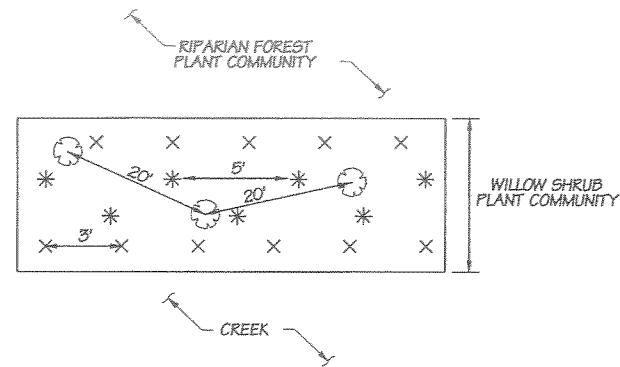 RIPARIAN FOREST
PLANT COMMUNITY
20'
5'
20'
3'
WILLOW SHRUB
PLANT COMMUNITY
CREEK